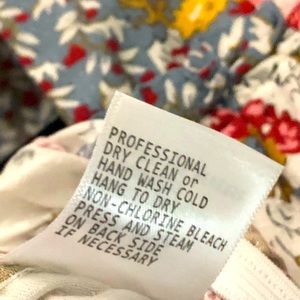 PROFESSIONAL
DRY CLEAN or
HAND WASH COLD
HANG TO DRY
NON-CHLORINE BLEACH
PRESS AND STEAM
ON BACK SIDE
IF NECESSARY